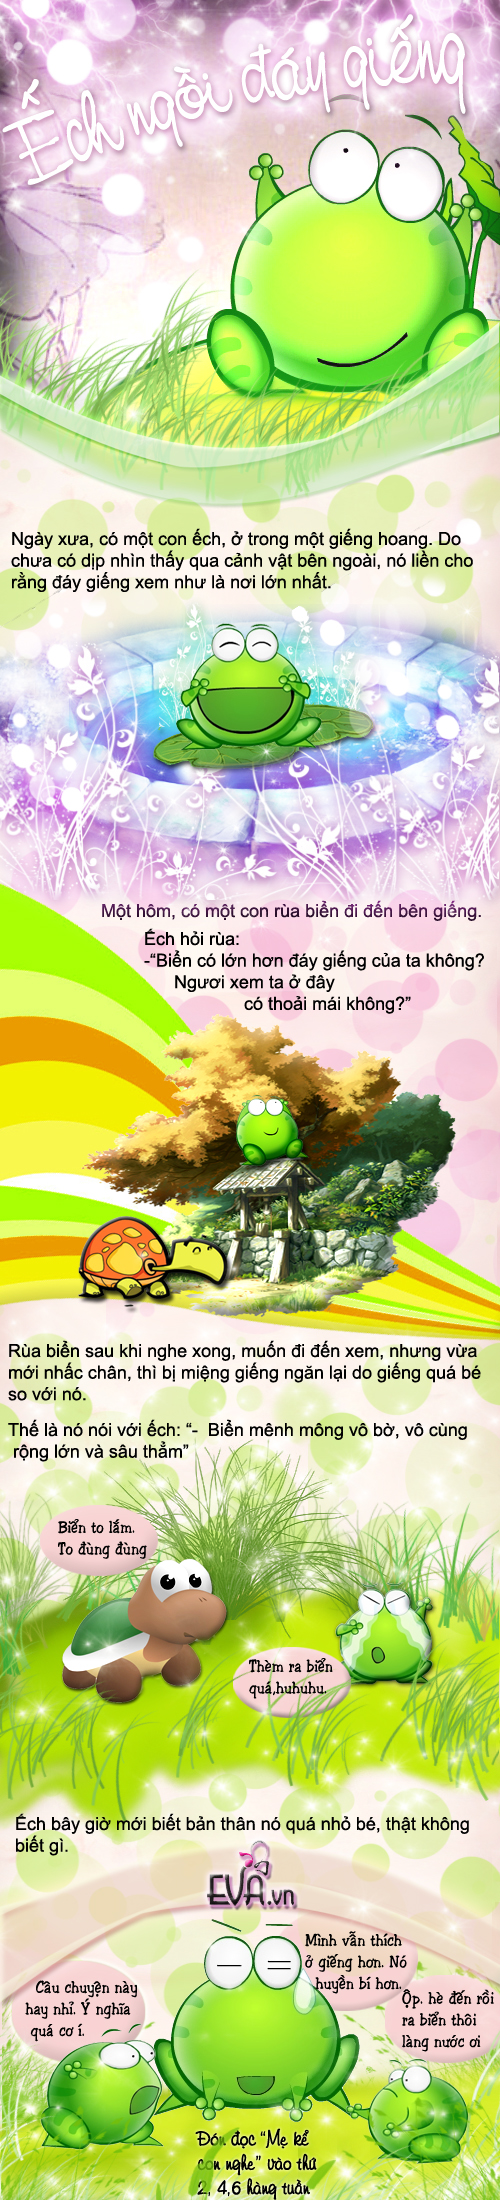 Ếch ngồi đáy giếng
Ngày xưa, có một con ếch, ở trong một giếng hoang. Do
chưa có dịp nhìn thấy qua cảnh vật bên ngoài, nó liền cho
rằng đáy giếng xem như là nơi lớn nhất.
Một hôm, có một con rùa biển đi đến bên giếng.
Ếch hỏi rùa:
-“Biển có lớn hơn đáy giếng của ta không?
Ngươi xem ta ở đây
có thoải mái không?”
Rùa biển sau khi nghe xong, muốn đi đến xem, nhưng vừa
mới nhấc chân, thì bị miệng giếng ngăn lại do giếng quá bé
so với nó.
Thế là nó nói với ếch: “- Biển mênh mông vô bờ, vô cùng
rộng lớn và sâu thẳm”
Biển to lắm.
To đùng đùng
Thèm ra biển
quá,huhuhu.
Ếch bây giờ mới biết bản thân nó quá nhỏ bé, thật không
biết gì.
EVA.vn
Mình vẫn thích
ở giếng hơn. Nó
huyền bí hơn.
Câu chuyện này
hay nhỉ. Ý nghĩa
quá cơ í.
Ộp. hè đến rồi
ra biển thôi
làng nước ơi
Đón đọc “Mẹ kể
con nghe” vào thứ
2, 4,6 hàng tuần